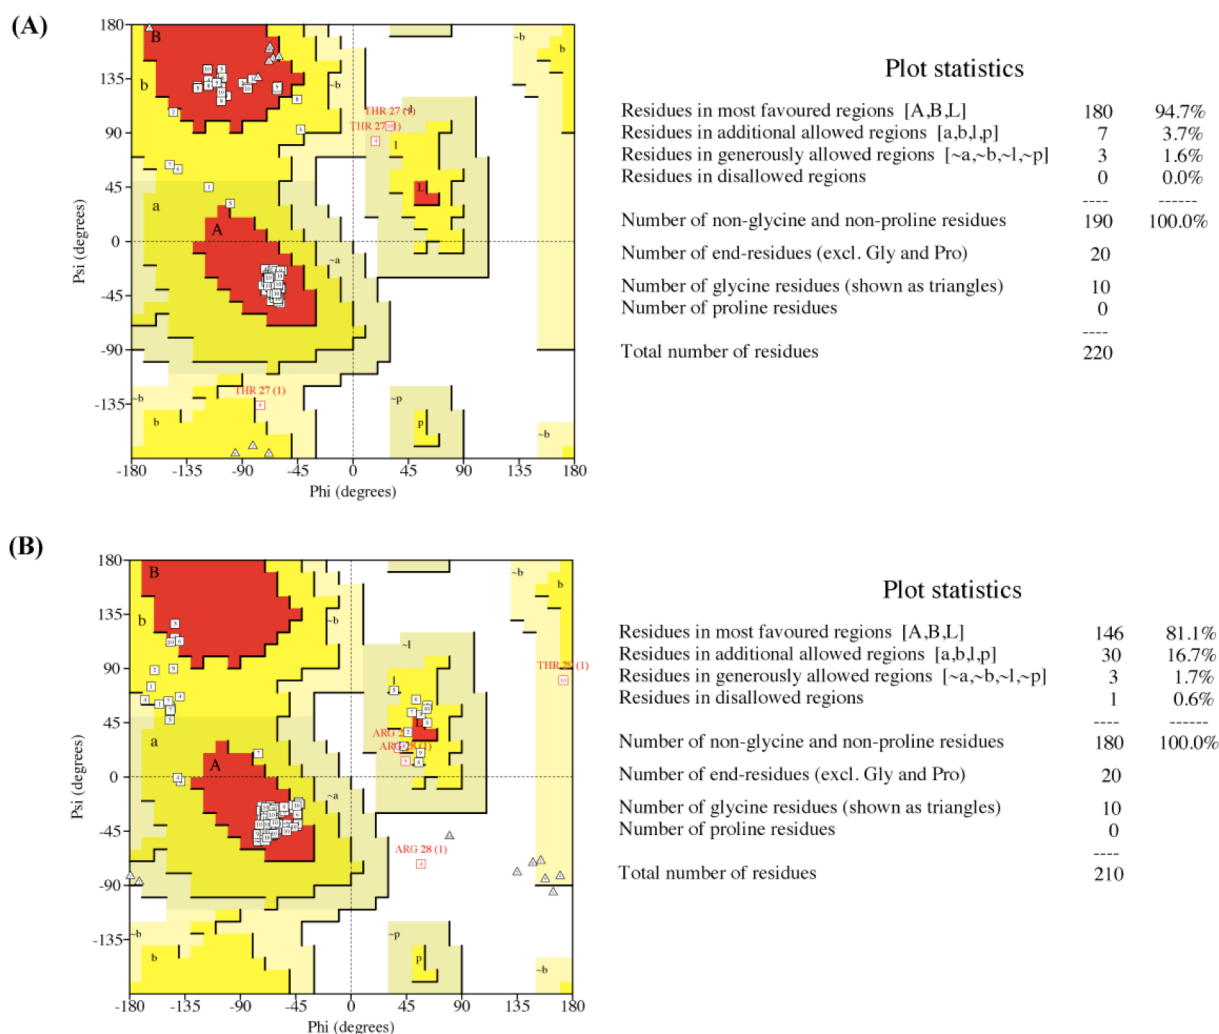 (A)
180
135
90
45
0
-45
-90
-135
Psi (degrees)
B
b
a
A
~b
~b
b
THR 27 (1)
l
L
~a
THR 27 (1)
~b
b
~p
p
~b
-180 -135 -90 -45 0 45 90 135 180
Phi (degrees)
Plot statistics
Residues in most favoured regions [A,B,L] 180 94.7%
Residues in additional allowed regions [a,b,l,p] 7 3.7%
Residues in generously allowed regions [~a,~b,~l,~p] 3 1.6%
Residues in disallowed regions 0 0.0%
---- ------
Number of non-glycine and non-proline residues 190 100.0%
Number of end-residues (excl. Gly and Pro) 20
Number of glycine residues (shown as triangles) 10
Number of proline residues 0
----
Total number of residues 220
(B)
180
135
90
45
0
-45
-90
-135
Psi (degrees)
B
b
a
A
~b
~b
b
~l
THR 29 (1)
l
L
ARG 28 (1)
~a
ARG 28 (1)
~b
b
~p
p
~b
-180 -135 -90 -45 0 45 90 135 180
Phi (degrees)
Plot statistics
Residues in most favoured regions [A,B,L] 146 81.1%
Residues in additional allowed regions [a,b,l,p] 30 16.7%
Residues in generously allowed regions [~a,~b,~l,~p] 3 1.7%
Residues in disallowed regions 1 0.6%
---- ------
Number of non-glycine and non-proline residues 180 100.0%
Number of end-residues (excl. Gly and Pro) 20
Number of glycine residues (shown as triangles) 10
Number of proline residues 0
----
Total number of residues 210